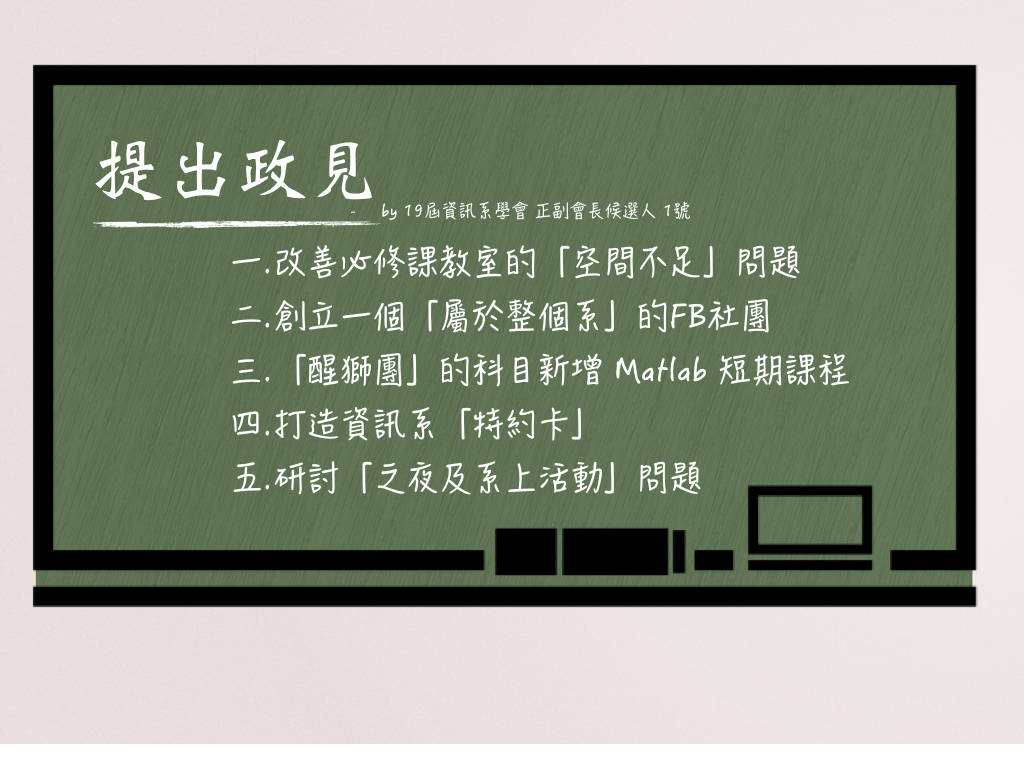 提出政見
- by 19屆資訊系學會 正副會長候選人 1號
一.改善必修課教室的「空間不足」問題
二.創立一個「屬於整個系」的FB社團
三.「醒獅團」的科目新增 Matlab 短期課程
四.打造資訊系「特約卡」
五.研討「之夜及系上活動」問題